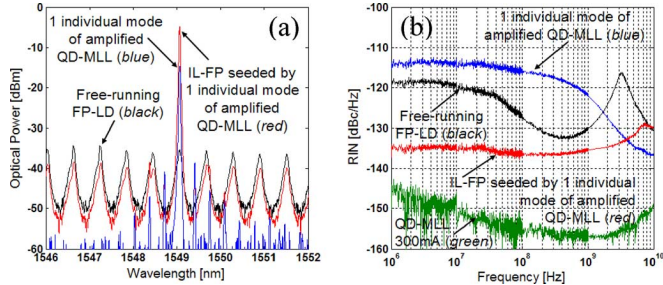 (a)
1 individual mode
of amplified
QD-MLL (blue)
IL-FP seeded by
1 individual mode
of amplified
QD-MLL (red)
Free-running
FP-LD (black)
0
-10
-20
-30
-40
-50
-60
Optical Power [dBm]
1546
1547
1548
1549
1550
1551
1552
Wavelength [nm]
(b)
1 individual mode of
amplified QD-MLL (blue)
Free-running
FP-LD (black)
IL-FP seeded by 1 individual
mode of amplified
QD-MLL (red)
QD-MLL
300mA (green)
-100
-110
-120
-130
-140
-150
-160
RIN [dBc/Hz]
10^6
10^7
10^8
10^9
10^10
Frequency [Hz]